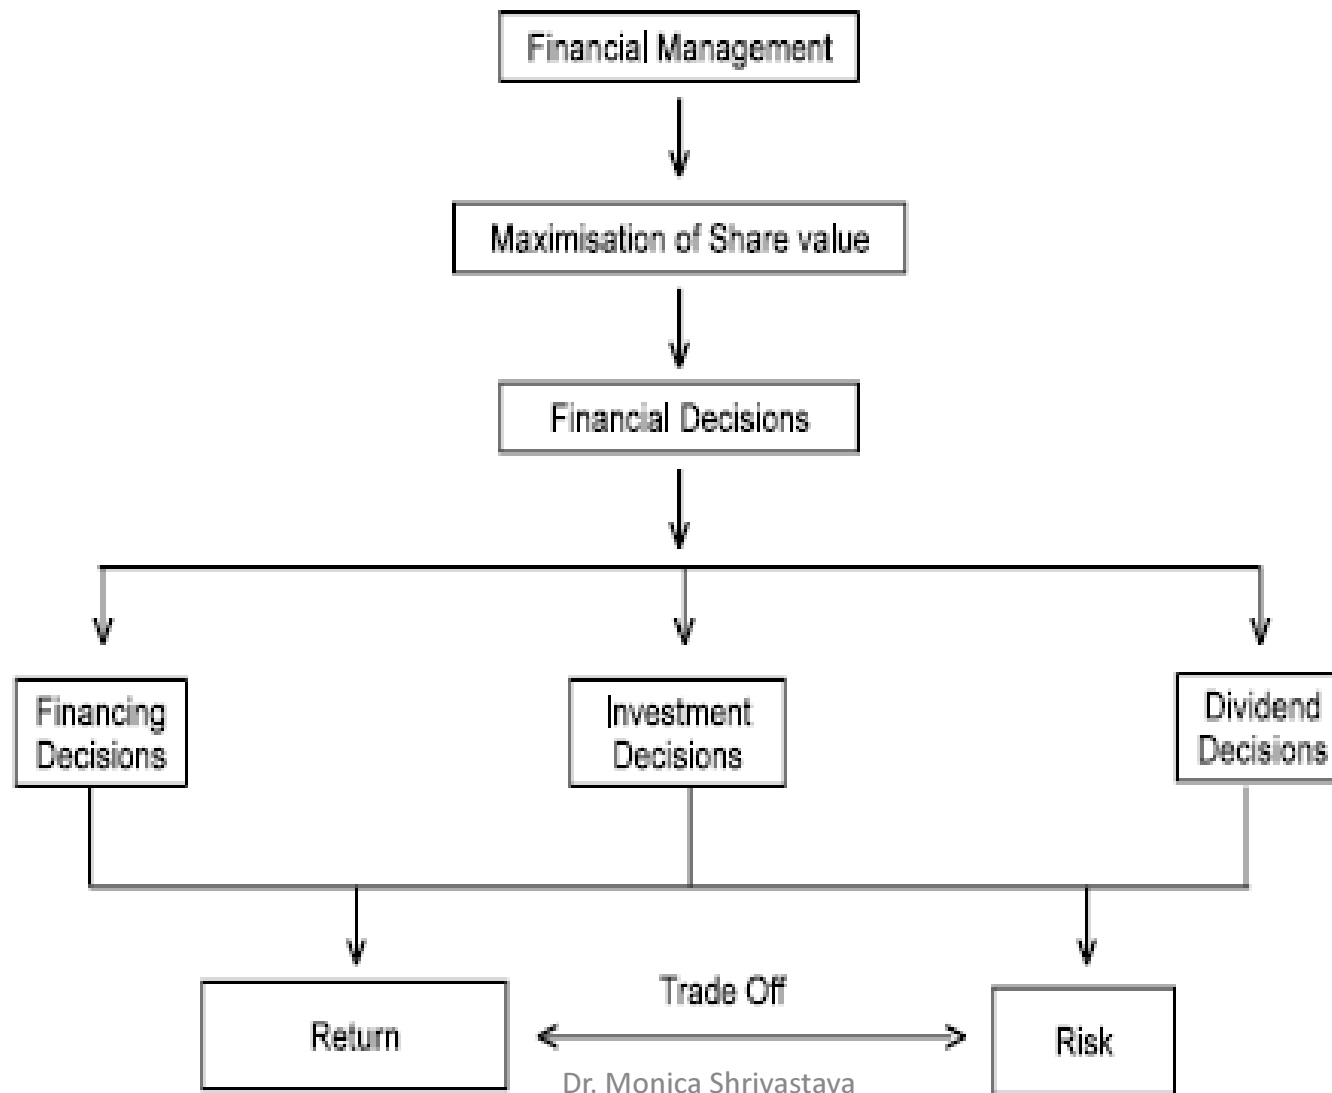 Financial Management
Maximisation of Share value
Financial Decisions
Financing
Decisions
Investment
Decisions
Dividend
Decisions
Trade Off
Return
Risk
Dr. Monica Shrivastava